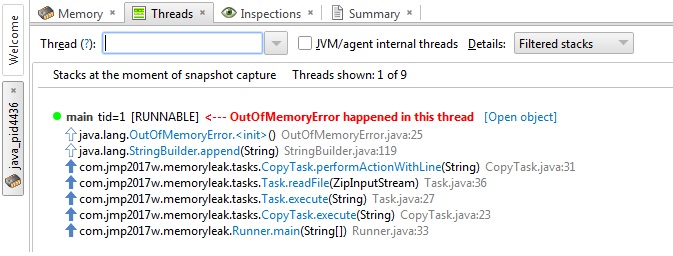 Welcome
java_pid4436
Memory
Threads
Inspections
Summary
Thread (?):
JVM/agent internal threads
Details:
Filtered stacks
Stacks at the moment of snapshot capture
Threads shown: 1 of 9
main tid=1 [RUNNABLE] <--- OutOfMemoryError happened in this thread [Open object]
java.lang.OutOfMemoryError.<init>() OutOfMemoryError.java:25
java.lang.StringBuilder.append(String) StringBuilder.java:119
com.jmp2017w.memoryleak.tasks.CopyTask.performActionWithLine(String) CopyTask.java:31
com.jmp2017w.memoryleak.tasks.Task.readFile(ZipInputStream) Task.java:36
com.jmp2017w.memoryleak.tasks.Task.execute(String) Task.java:27
com.jmp2017w.memoryleak.tasks.CopyTask.execute(String) CopyTask.java:23
com.jmp2017w.memoryleak.Runner.main(String[]) Runner.java:33